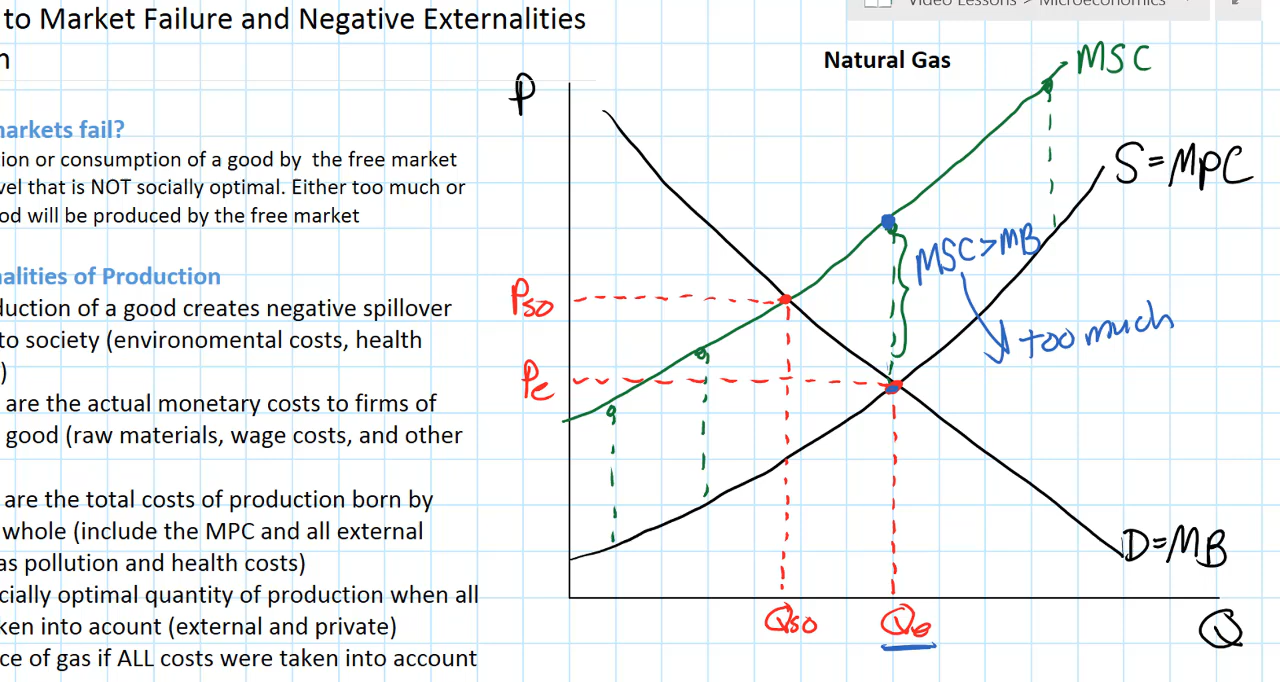 to Market Failure and Negative Externalities
Video Lessons > Microeconomics
n
Natural Gas
MSC
P
arkets fail?
ion or consumption of a good by the free market
vel that is NOT socially optimal. Either too much or
od will be produced by the free market
S=MPC
MSC>MB
too much
alities of Production
duction of a good creates negative spillover
to society (environomental costs, health
)
Pso
Pe
are the actual monetary costs to firms of
good (raw materials, wage costs, and other
are the total costs of production born by
whole (include the MPC and all external
as pollution and health costs)
cially optimal quantity of production when all
ken into acount (external and private)
ce of gas if ALL costs were taken into account
D=MB
Qso
Qe
Q